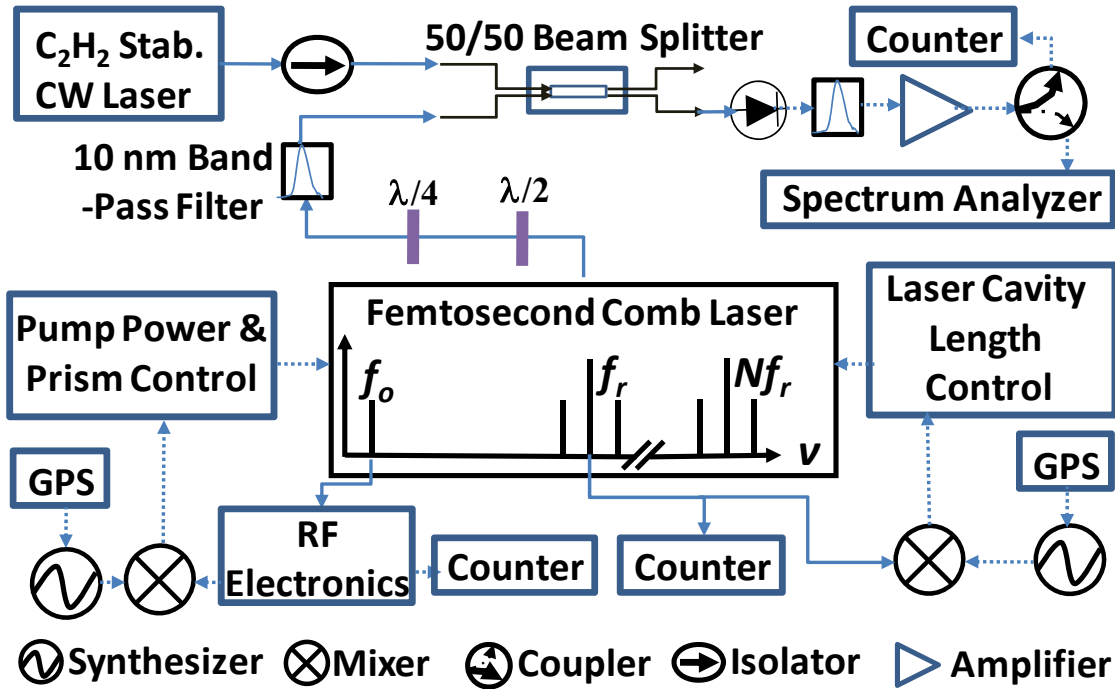 C₂H₂ Stab.
CW Laser
50/50 Beam Splitter
Counter
10 nm Band
-Pass Filter
λ/4
λ/2
Spectrum Analyzer
Pump Power &
Prism Control
Femtosecond Comb Laser
fₒ
fᵣ
Nfᵣ
ν
Laser Cavity
Length
Control
GPS
GPS
RF
Electronics
Counter
Counter
Synthesizer
Mixer
Coupler
Isolator
Amplifier